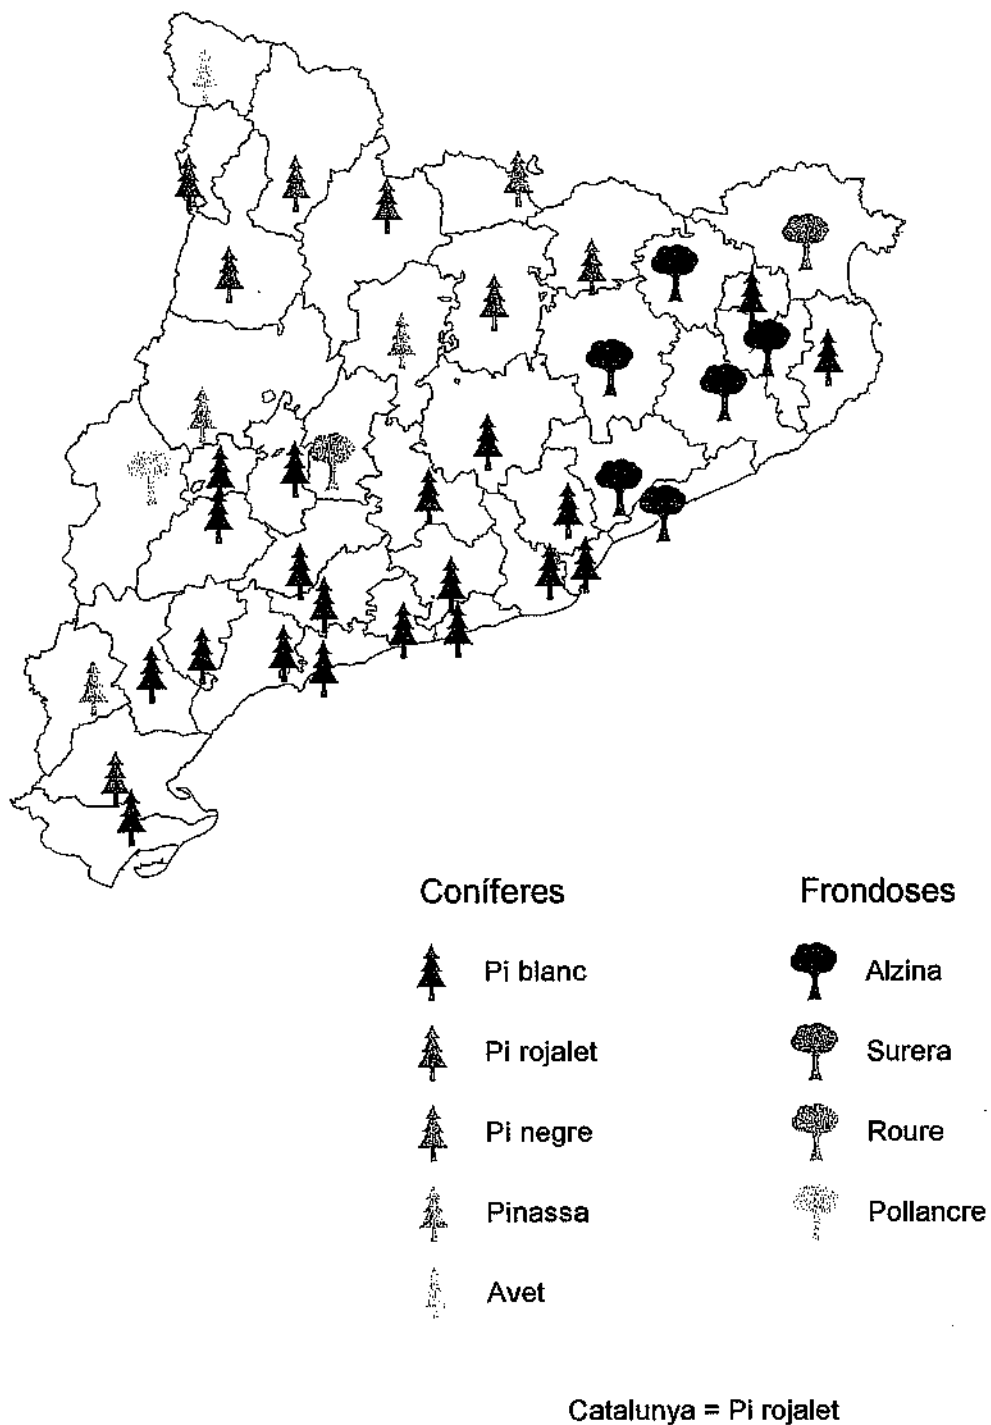 Coníferes
Pi blanc
Pi rojalet
Pi negre
Pinassa
Avet
Frondoses
Alzina
Surera
Roure
Pollancre
Catalunya = Pi rojalet